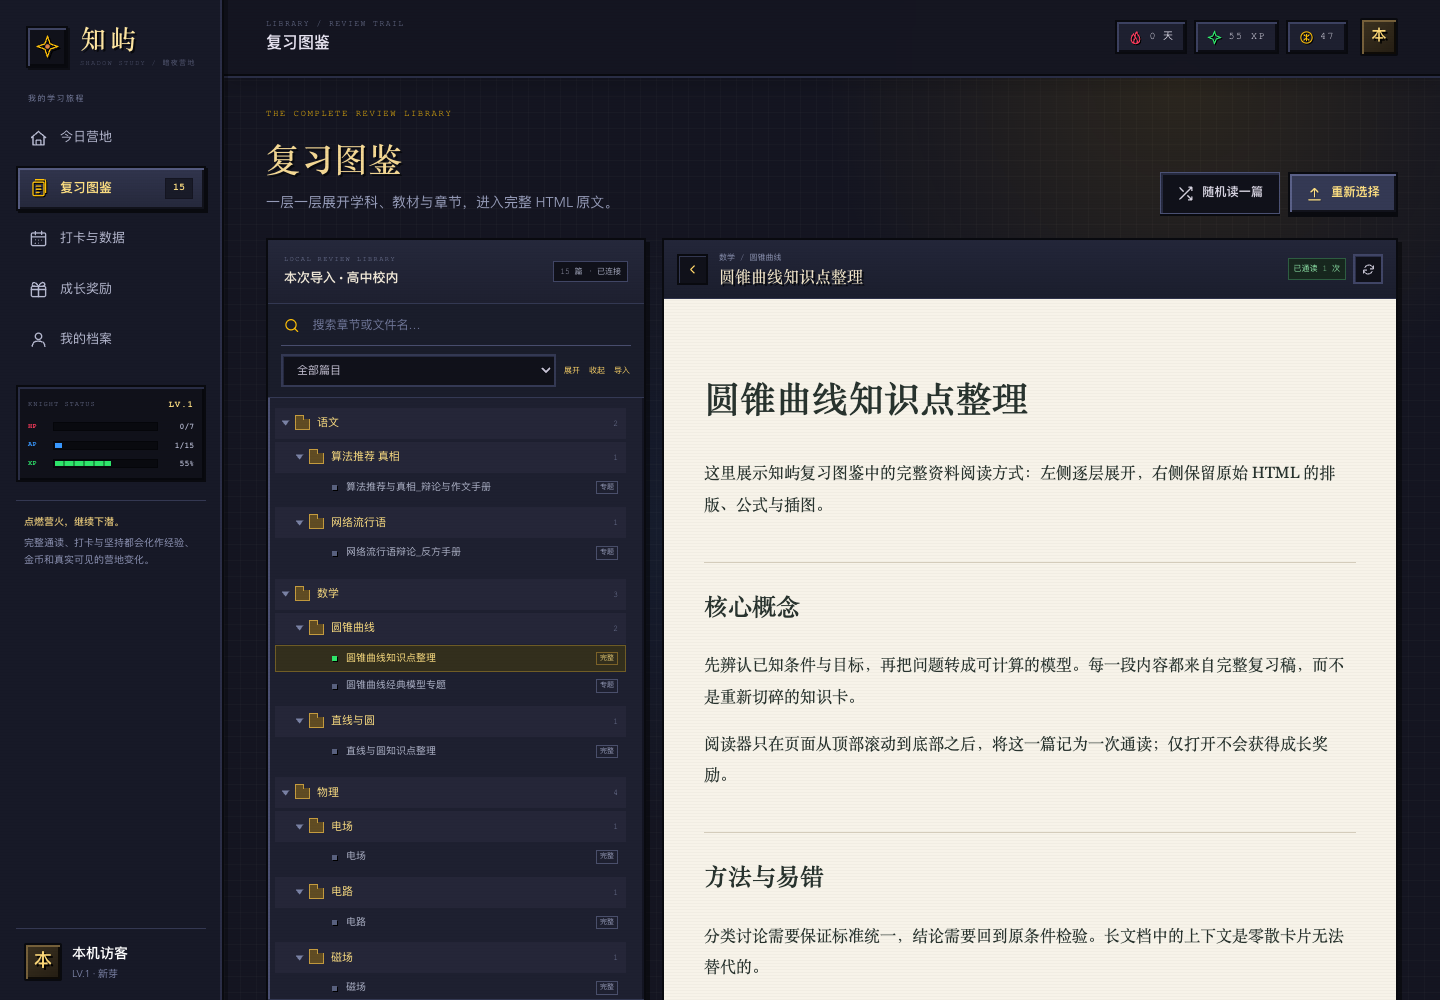 知屿
SHADOW STUDY / 暗夜营地
我的学习旅程
今日营地
复习图鉴 15
打卡与数据
成长奖励
我的档案
KNIGHT STATUS LV.1
HP 0/7
AP 1/15
XP 55%
点燃营火，继续下潜。
完整通读、打卡与坚持都会化作经验、
金币和真实可见的营地变化。
本 本机访客
LV.1 · 新芽
LIBRARY / REVIEW TRAIL
复习图鉴
0 天 55 XP 47 本
THE COMPLETE REVIEW LIBRARY
复习图鉴
一层一层展开学科、教材与章节，进入完整 HTML 原文。
随机读一篇 重新选择
LOCAL REVIEW LIBRARY
本次导入 · 高中校内
15 篇 · 已连接
搜索章节或文件名...
全部篇目 展开 收起 导入
语文 2
算法推荐 真相 1
算法推荐与真相_辩论与作文手册 专题
网络流行语 1
网络流行语辩论_反方手册 专题
数学 3
圆锥曲线 2
圆锥曲线知识点整理 完整
圆锥曲线经典模型专题 专题
直线与圆 1
直线与圆知识点整理 完整
物理 4
电场 1
电场 完整
电路 1
电路 完整
磁场 1
磁场 完整
数学 / 圆锥曲线
圆锥曲线知识点整理
已通读 1 次
圆锥曲线知识点整理
这里展示知屿复习图鉴中的完整资料阅读方式：左侧逐层展开，右侧保留原始 HTML 的排
版、公式与插图。
核心概念
先辨认已知条件与目标，再把问题转成可计算的模型。每一段内容都来自完整复习稿，而不
是重新切碎的知识卡。
阅读器只在页面从顶部滚动到底部之后，将这一篇记为一次通读；仅打开不会获得成长奖
励。
方法与易错
分类讨论需要保证标准统一，结论需要回到原条件检验。长文档中的上下文是零散卡片无法
替代的。